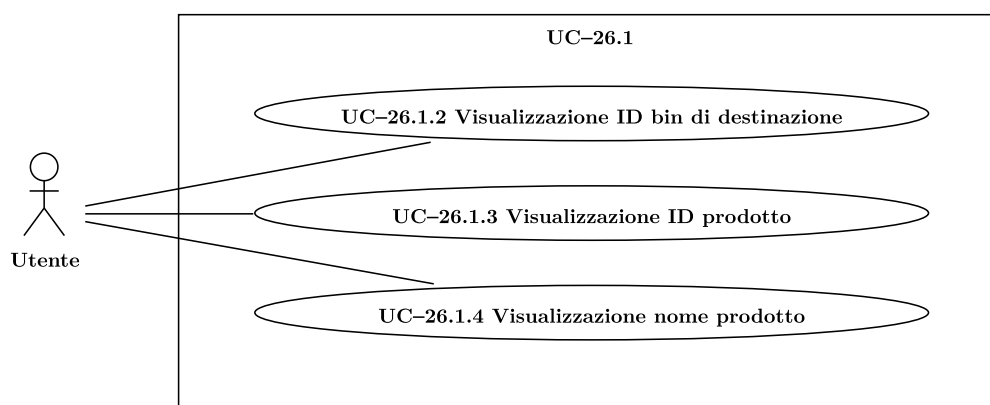 UC–26.1
UC–26.1.2 Visualizzazione ID bin di destinazione
UC–26.1.3 Visualizzazione ID prodotto
Utente
UC–26.1.4 Visualizzazione nome prodotto